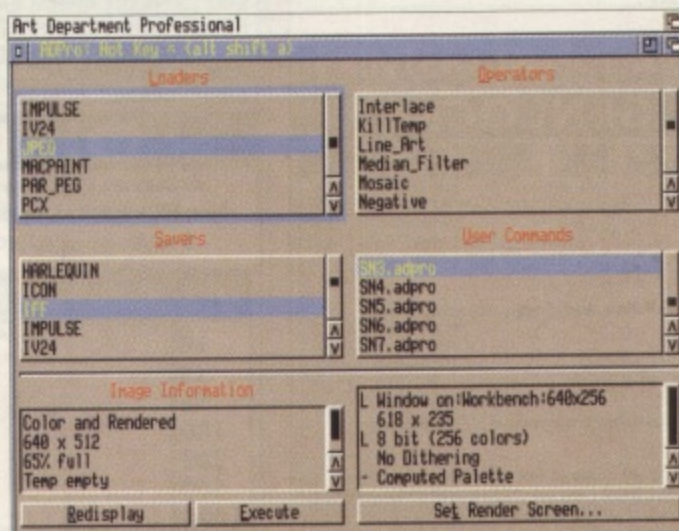 Art Department Professional
ADPro: Hot Key = (alt shift a)
Loaders
IMPULSE
IV24
JPEG
MACPAINT
PAR_PEG
PCX
Operators
Interlace
KillTemp
Line_Art
Median_Filter
Mosaic
Negative
Savers
HARLEQUIN
ICON
IFF
IMPULSE
IV24
User Commands
SN3.adpro
SN4.adpro
SN5.adpro
SN6.adpro
SN7.adpro
Image Information
Color and Rendered
640 x 512
65% full
Temp empty
L Window on:Workbench:640x256
618 x 235
L 8 bit (256 colors)
No Dithering
- Computed Palette
Redisplay
Execute
Set Render Screen...